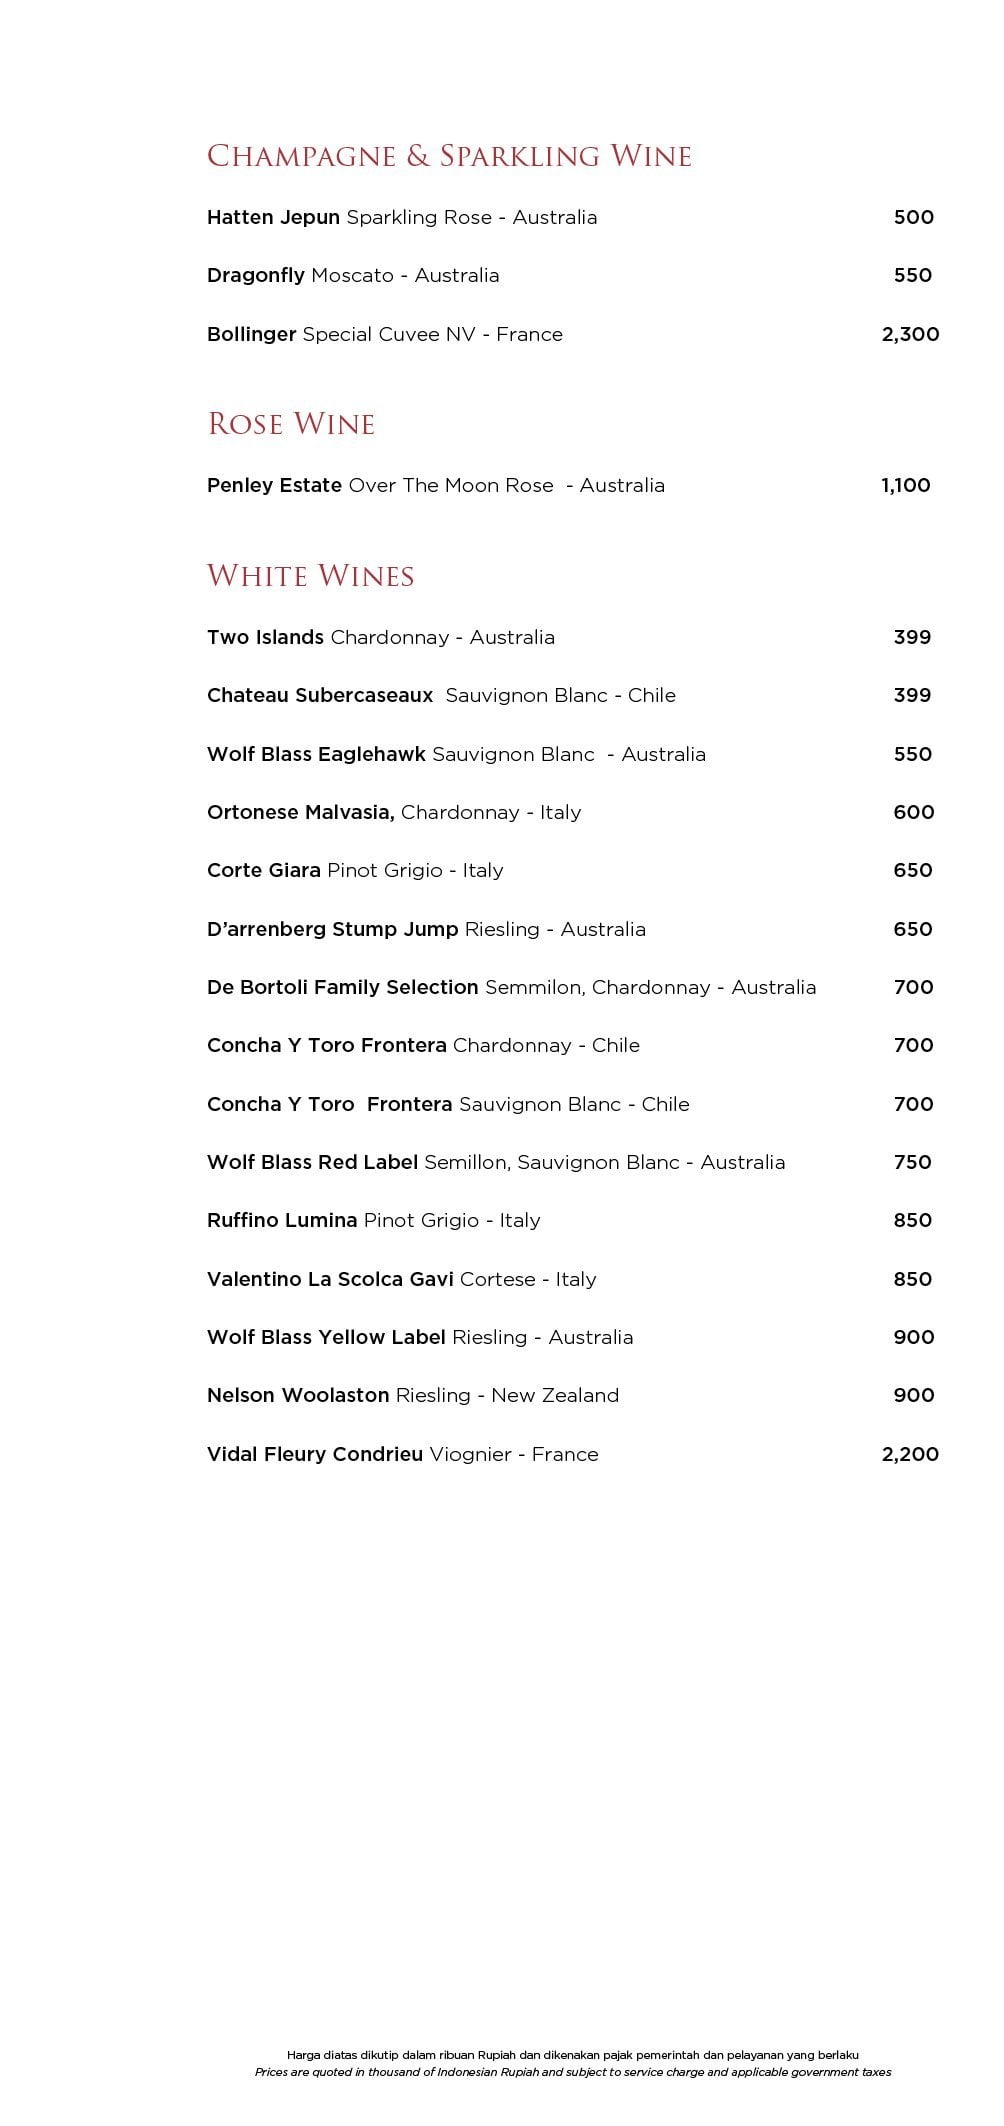 CHAMPAGNE & SPARKLING WINE
Hatten Jepun Sparkling Rose - Australia 500
Dragonfly Moscato - Australia 550
Bollinger Special Cuvee NV - France 2,300
ROSE WINE
Penley Estate Over The Moon Rose - Australia 1,100
WHITE WINES
Two Islands Chardonnay - Australia 399
Chateau Subercaseaux Sauvignon Blanc - Chile 399
Wolf Blass Eaglehawk Sauvignon Blanc - Australia 550
Ortonese Malvasia, Chardonnay - Italy 600
Corte Giara Pinot Grigio - Italy 650
D’arrenberg Stump Jump Riesling - Australia 650
De Bortoli Family Selection Semmilon, Chardonnay - Australia 700
Concha Y Toro Frontera Chardonnay - Chile 700
Concha Y Toro Frontera Sauvignon Blanc - Chile 700
Wolf Blass Red Label Semillon, Sauvignon Blanc - Australia 750
Ruffino Lumina Pinot Grigio - Italy 850
Valentino La Scolca Gavi Cortese - Italy 850
Wolf Blass Yellow Label Riesling - Australia 900
Nelson Woolaston Riesling - New Zealand 900
Vidal Fleury Condrieu Viognier - France 2,200
Harga diatas dikutip dalam ribuan Rupiah dan dikenakan pajak pemerintah dan pelayanan yang berlaku
Prices are quoted in thousand of Indonesian Rupiah and subject to service charge and applicable government taxes